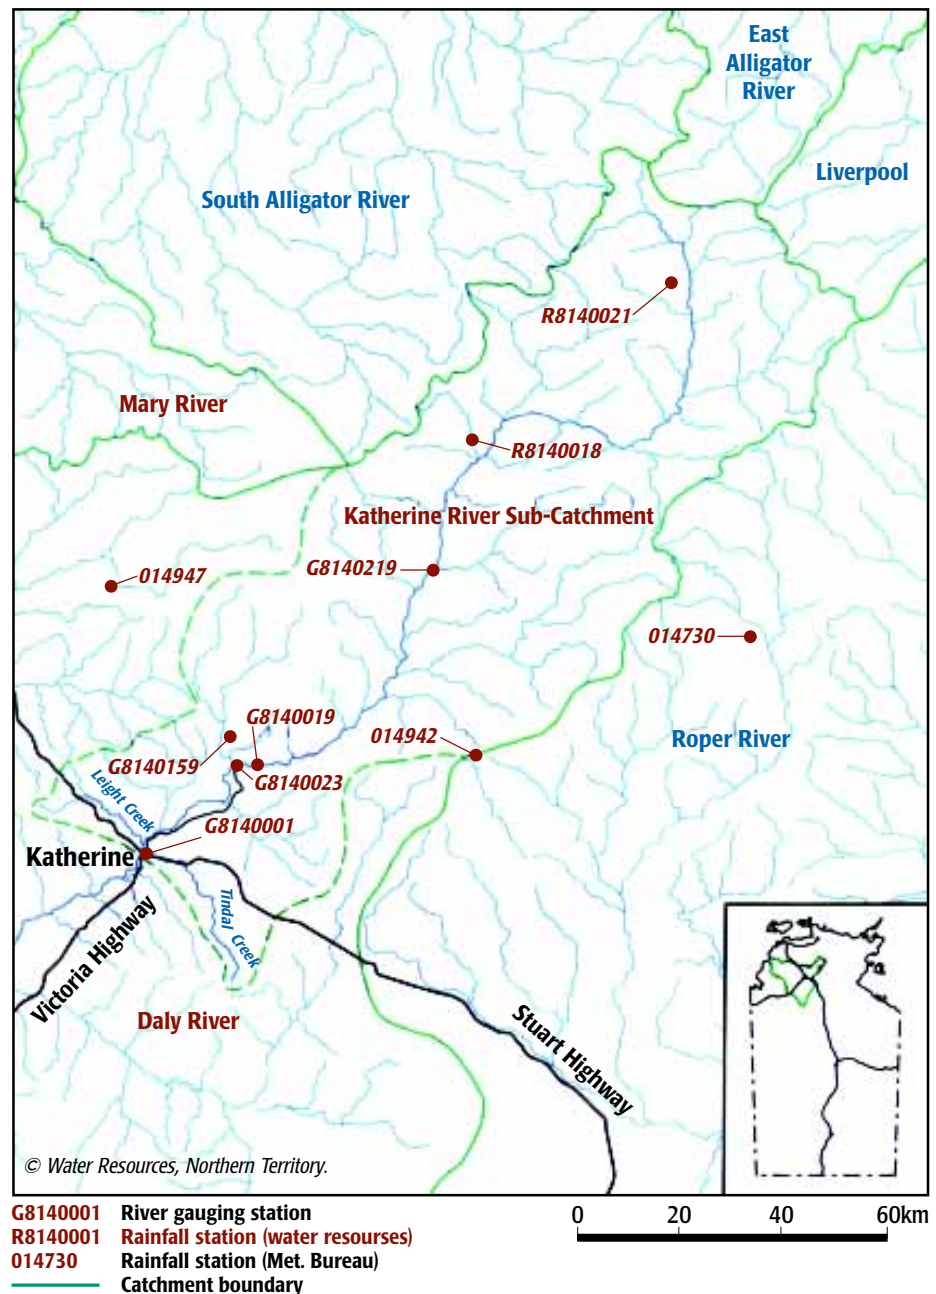 East
Alligator
River
Liverpool
South Alligator River
R8140021
Mary River
R8140018
Katherine River Sub-Catchment
G8140219
014947
014730
G8140019
014942
Roper River
G8140159
G8140023
Leight Creek
G8140001
Katherine
Tindal Creek
Victoria Highway
Daly River
Stuart Highway
© Water Resources, Northern Territory.
G8140001 River gauging station
R8140001 Rainfall station (water resourses)
014730 Rainfall station (Met. Bureau)
Catchment boundary
0 20 40 60km